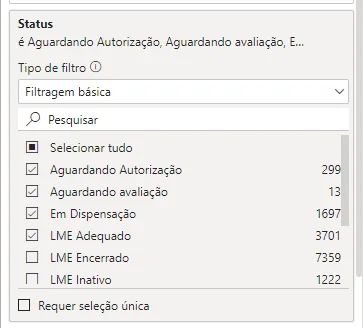 Status
é Aguardando Autorização, Aguardando avaliação, E...
Tipo de filtro
Filtragem básica
Pesquisar
Selecionar tudo
Aguardando Autorização 299
Aguardando avaliação 13
Em Dispensação 1697
LME Adequado 3701
LME Encerrado 7359
LME Inativo 1222
Requer seleção única